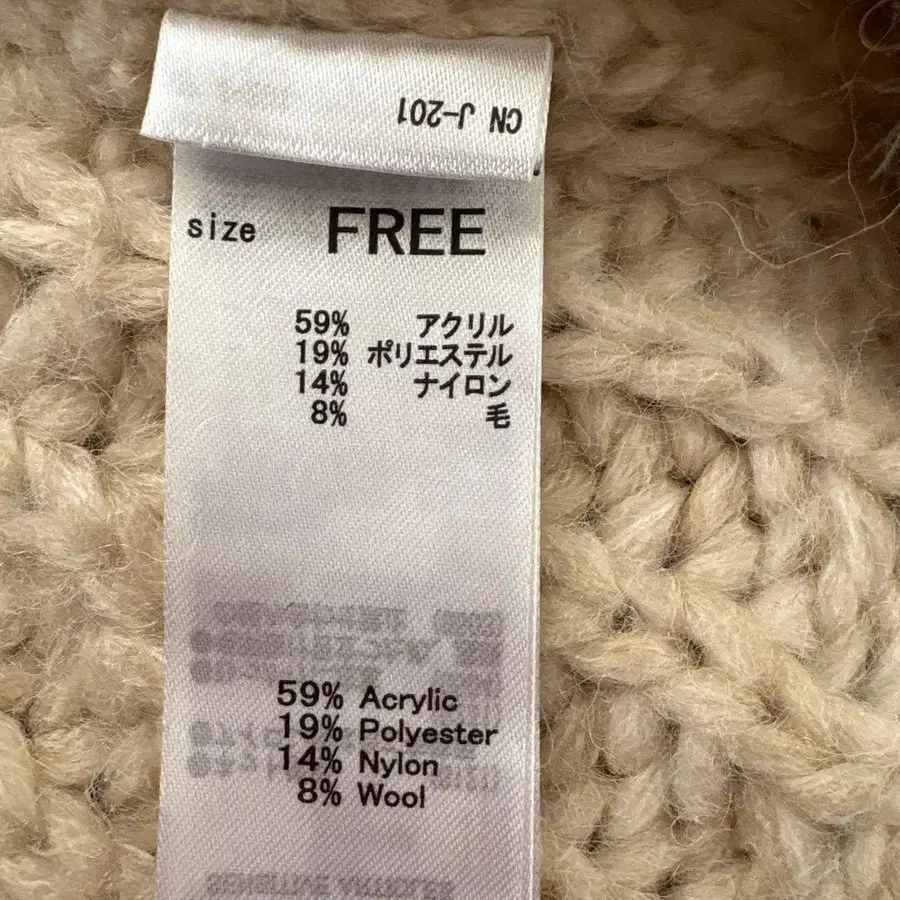 CN J-201
size FREE
59% アクリル
19% ポリエステル
14% ナイロン
8% 毛
59% Acrylic
19% Polyester
14% Nylon
8% Wool